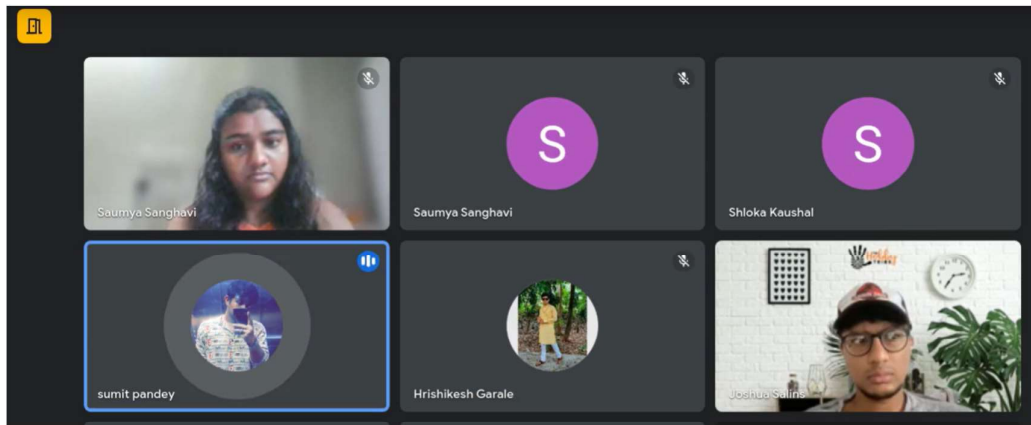 Saumya Sanghavi
S
Saumya Sanghavi
S
Shloka Kaushal
sumit pandey
Hrishikesh Garale
Joshua Salins